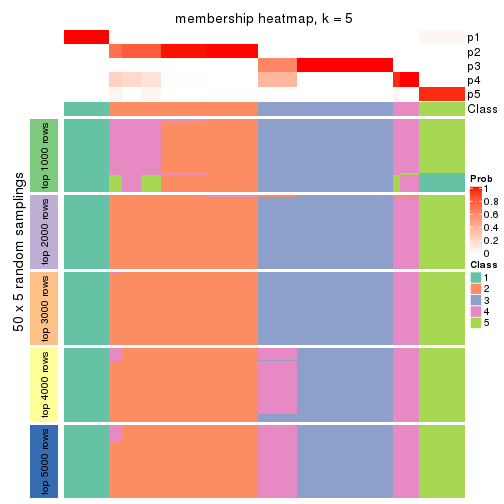 membership heatmap, k = 5
p1
p2
p3
p4
p5
Class
50 x 5 random samplings
top 1000 rows
top 2000 rows
top 3000 rows
top 4000 rows
top 5000 rows
Prob
1
0.8
0.6
0.4
0.2
0
Class
1
2
3
4
5